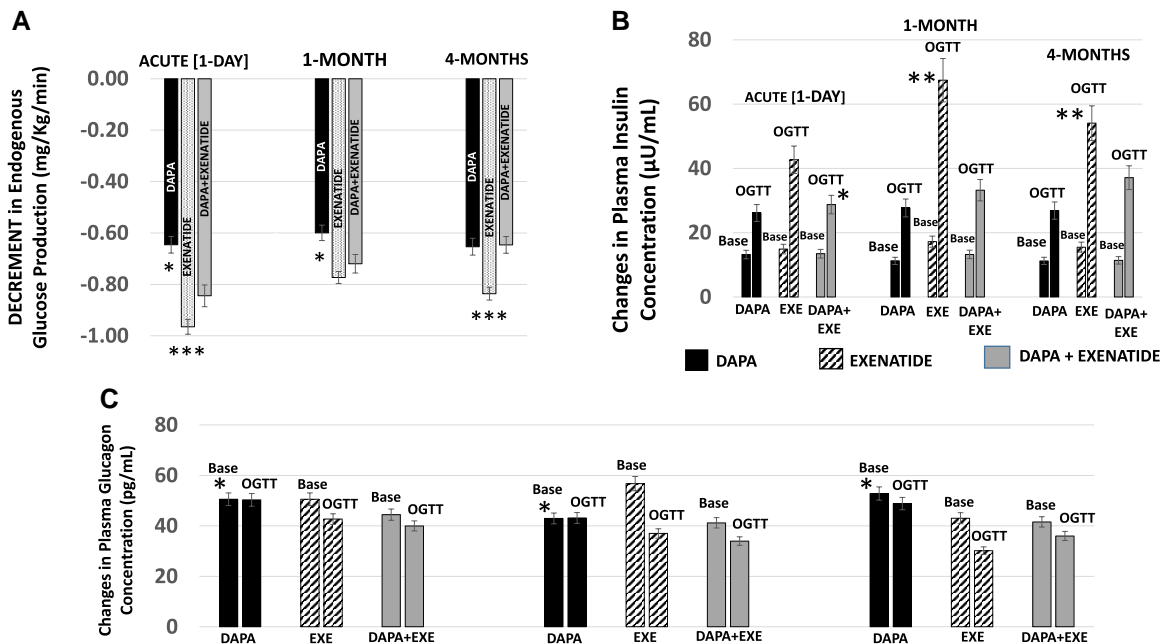 A
DECREMENT in Endogenous
Glucose Production (mg/Kg/min)
ACUTE [1-DAY]
1-MONTH
4-MONTHS
0.00
-0.20
-0.40
-0.60
-0.80
-1.00
DAPA
EXENATIDE
DAPA+EXENATIDE
*
***
DAPA
EXENATIDE
DAPA+EXENATIDE
*
DAPA
EXENATIDE
DAPA+EXENATIDE
***
B
Changes in Plasma Insulin
Concentration (µU/mL)
80
60
40
20
0
ACUTE [1-DAY]
Base
OGTT
Base
OGTT
Base
OGTT
*
DAPA
EXE
DAPA+
EXE
1-MONTH
Base
OGTT
Base
OGTT
**
Base
OGTT
DAPA
EXE
DAPA+
EXE
4-MONTHS
Base
OGTT
Base
OGTT
**
Base
OGTT
DAPA
EXE
DAPA+
EXE
DAPA
EXENATIDE
DAPA + EXENATIDE
C
Changes in Plasma Glucagon
Concentration (pg/mL)
80
60
40
20
0
Base
*
OGTT
Base
OGTT
Base
OGTT
DAPA
EXE
DAPA+EXE
Base
*
OGTT
Base
OGTT
Base
OGTT
DAPA
EXE
DAPA+EXE
Base
*
OGTT
Base
OGTT
Base
OGTT
DAPA
EXE
DAPA+EXE